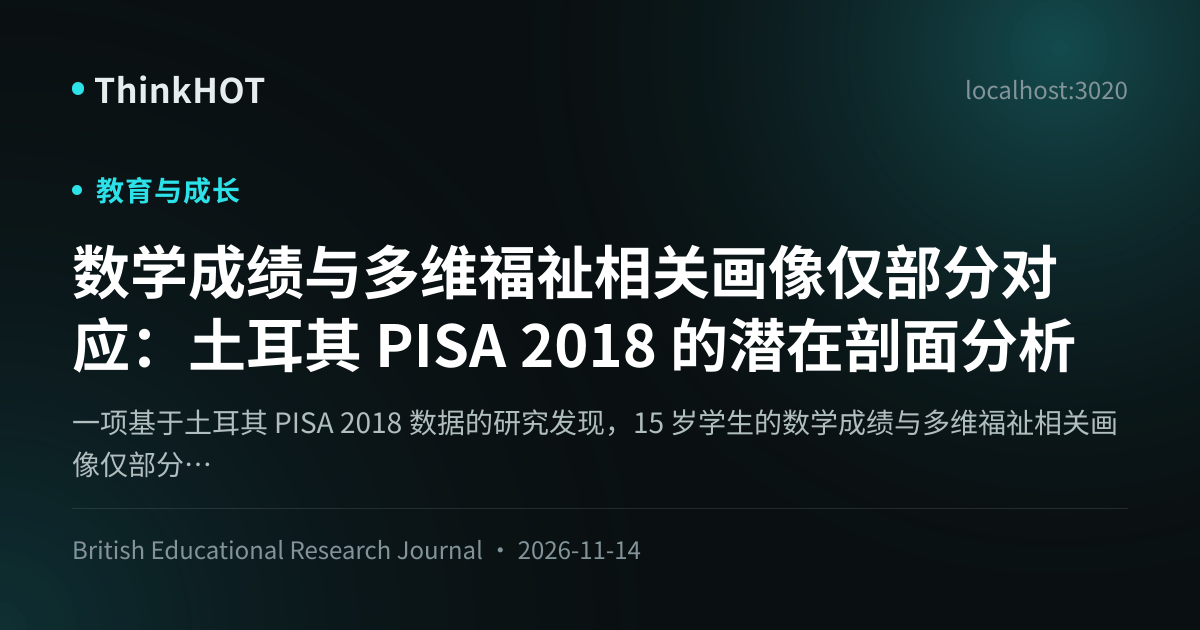 ThinkHOT
localhost:3020
教育与成长
数学成绩与多维福祉相关画像仅部分对
应：土耳其 PISA 2018 的潜在剖面分析
一项基于土耳其 PISA 2018 数据的研究发现，15 岁学生的数学成绩与多维福祉相关画
像仅部分…
British Educational Research Journal · 2026-11-14